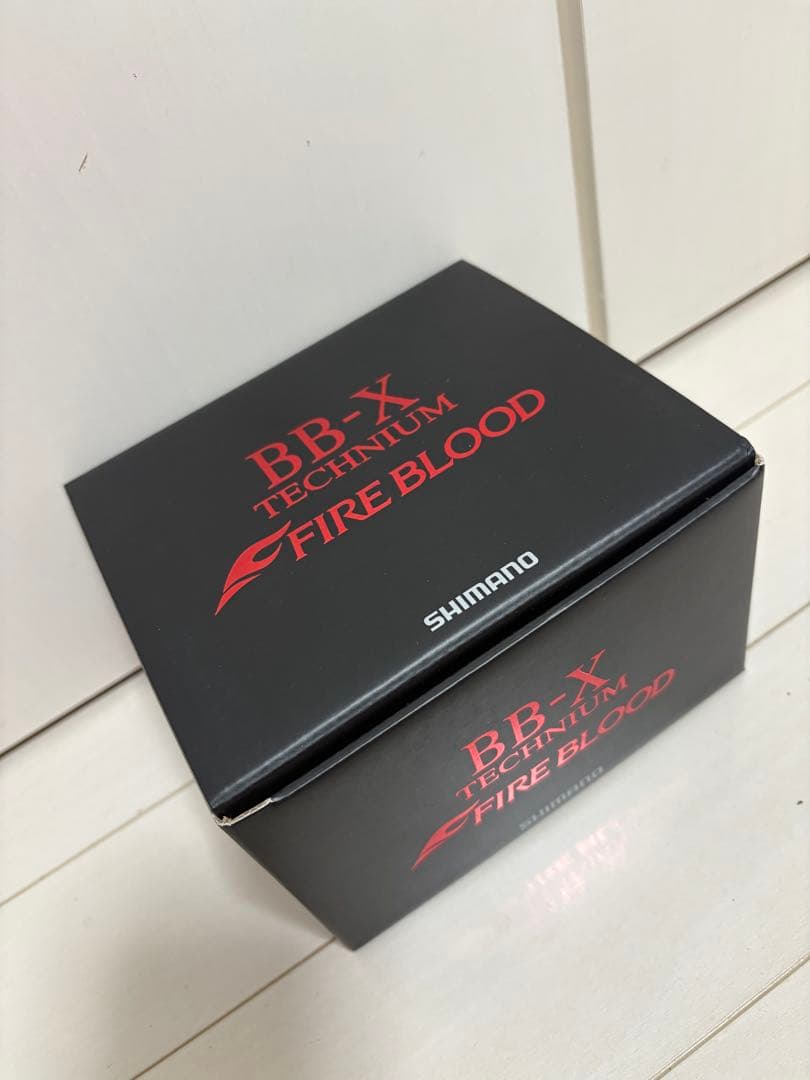 BB-X
TECHNIUM
FIRE BLOOD
SHIMANO
BB-X
TECHNIUM
FIRE BLOOD
SHIMANO